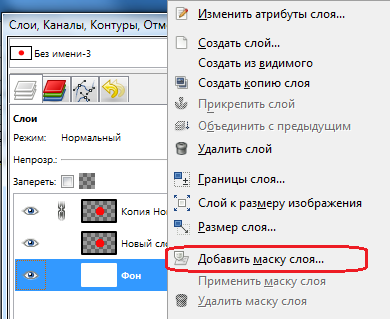 Слои, Каналы, Контуры, Отм
Без имени-3
Слои
Режим: Нормальный
Непрозр.:
Запереть:
Копия Но
Новый сло
Фон
Изменить атрибуты слоя...
Создать слой...
Создать из видимого
Создать копию слоя
Прикрепить слой
Объединить с предыдущим
Удалить слой
Границы слоя...
Слой к размеру изображения
Размер слоя...
Добавить маску слоя...
Применить маску слоя
Удалить маску слоя